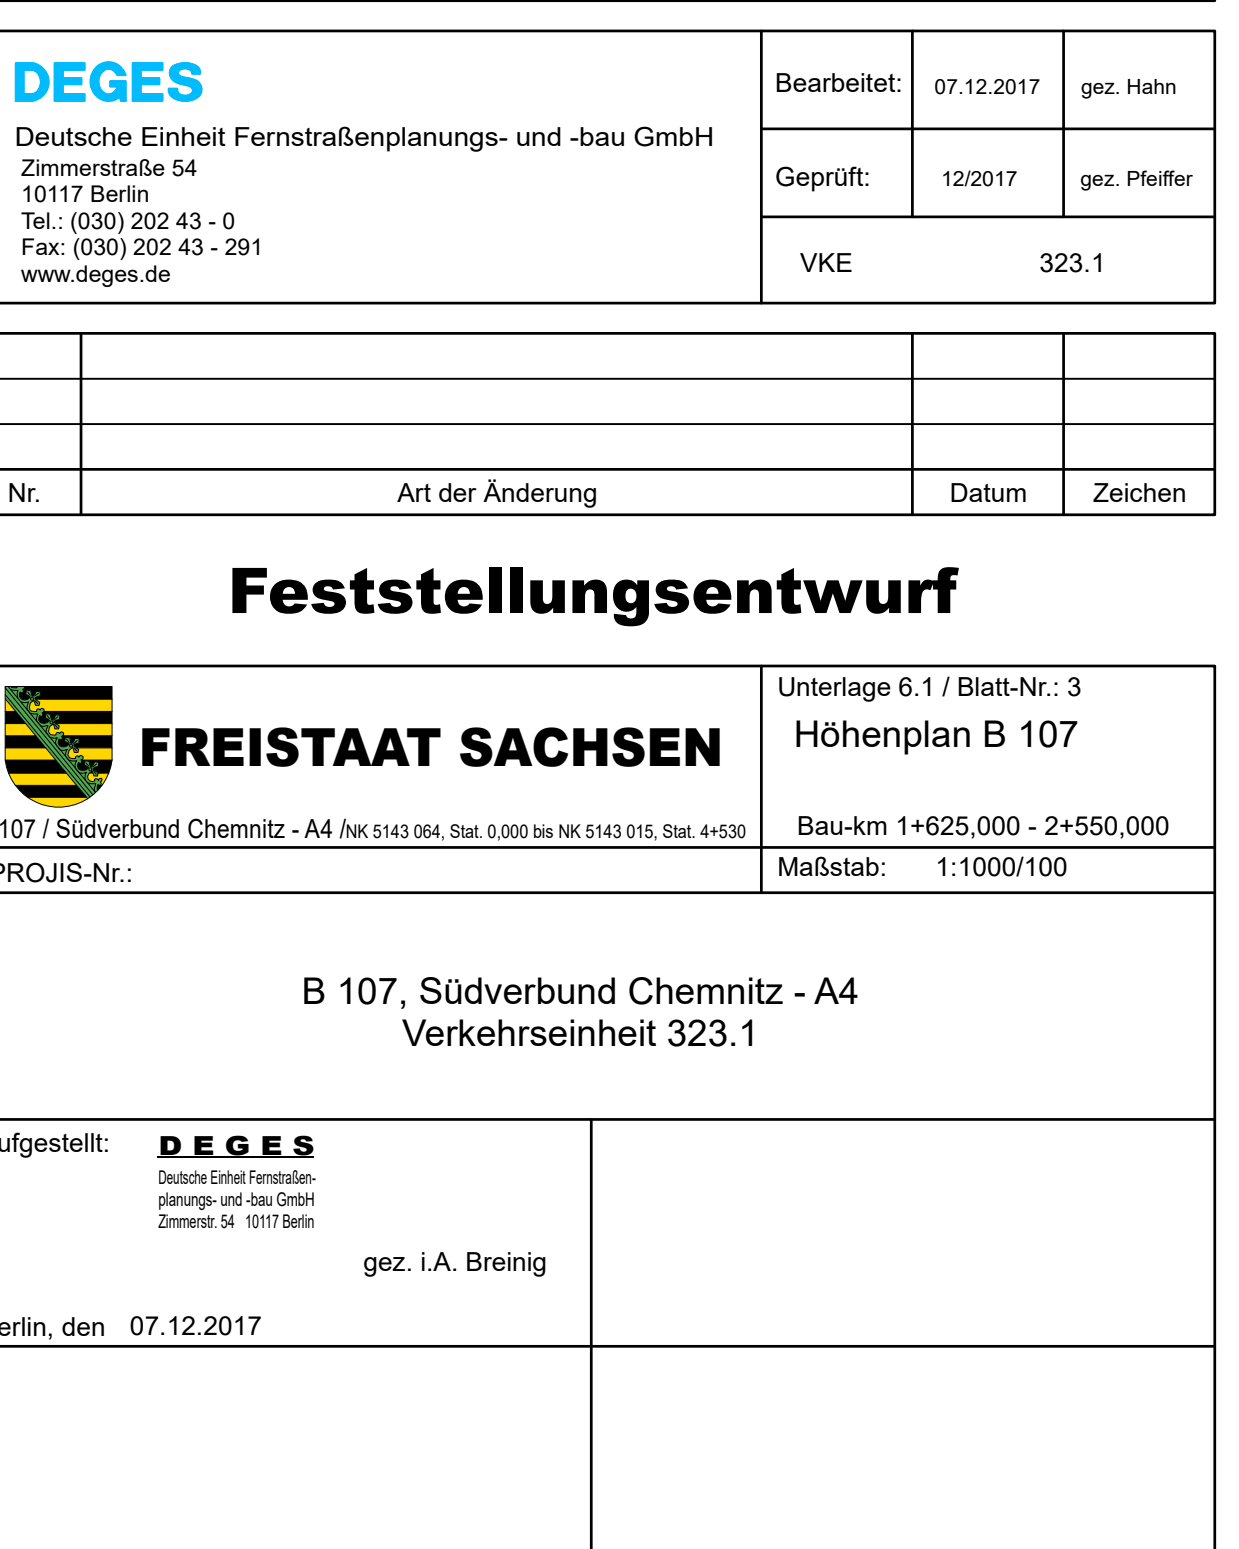 DEGES
Deutsche Einheit Fernstraßenplanungs- und -bau GmbH
Zimmerstraße 54
10117 Berlin
Tel.: (030) 202 43 - 0
Fax: (030) 202 43 - 291
www.deges.de
Bearbeitet: 07.12.2017 gez. Hahn
Geprüft: 12/2017 gez. Pfeiffer
VKE 323.1
Nr. Art der Änderung Datum Zeichen
Feststellungsentwurf
FREISTAAT SACHSEN
107 / Südverbund Chemnitz - A4 /NK 5143 064, Stat. 0,000 bis NK 5143 015, Stat. 4+530
PROJIS-Nr.:
Unterlage 6.1 / Blatt-Nr.: 3
Höhenplan B 107
Bau-km 1+625,000 - 2+550,000
Maßstab: 1:1000/100
B 107, Südverbund Chemnitz - A4
Verkehrseinheit 323.1
ufgestellt:
DEGES
Deutsche Einheit Fernstraßen-
planungs- und -bau GmbH
Zimmerstr. 54 10117 Berlin
gez. i.A. Breinig
erlin, den 07.12.2017